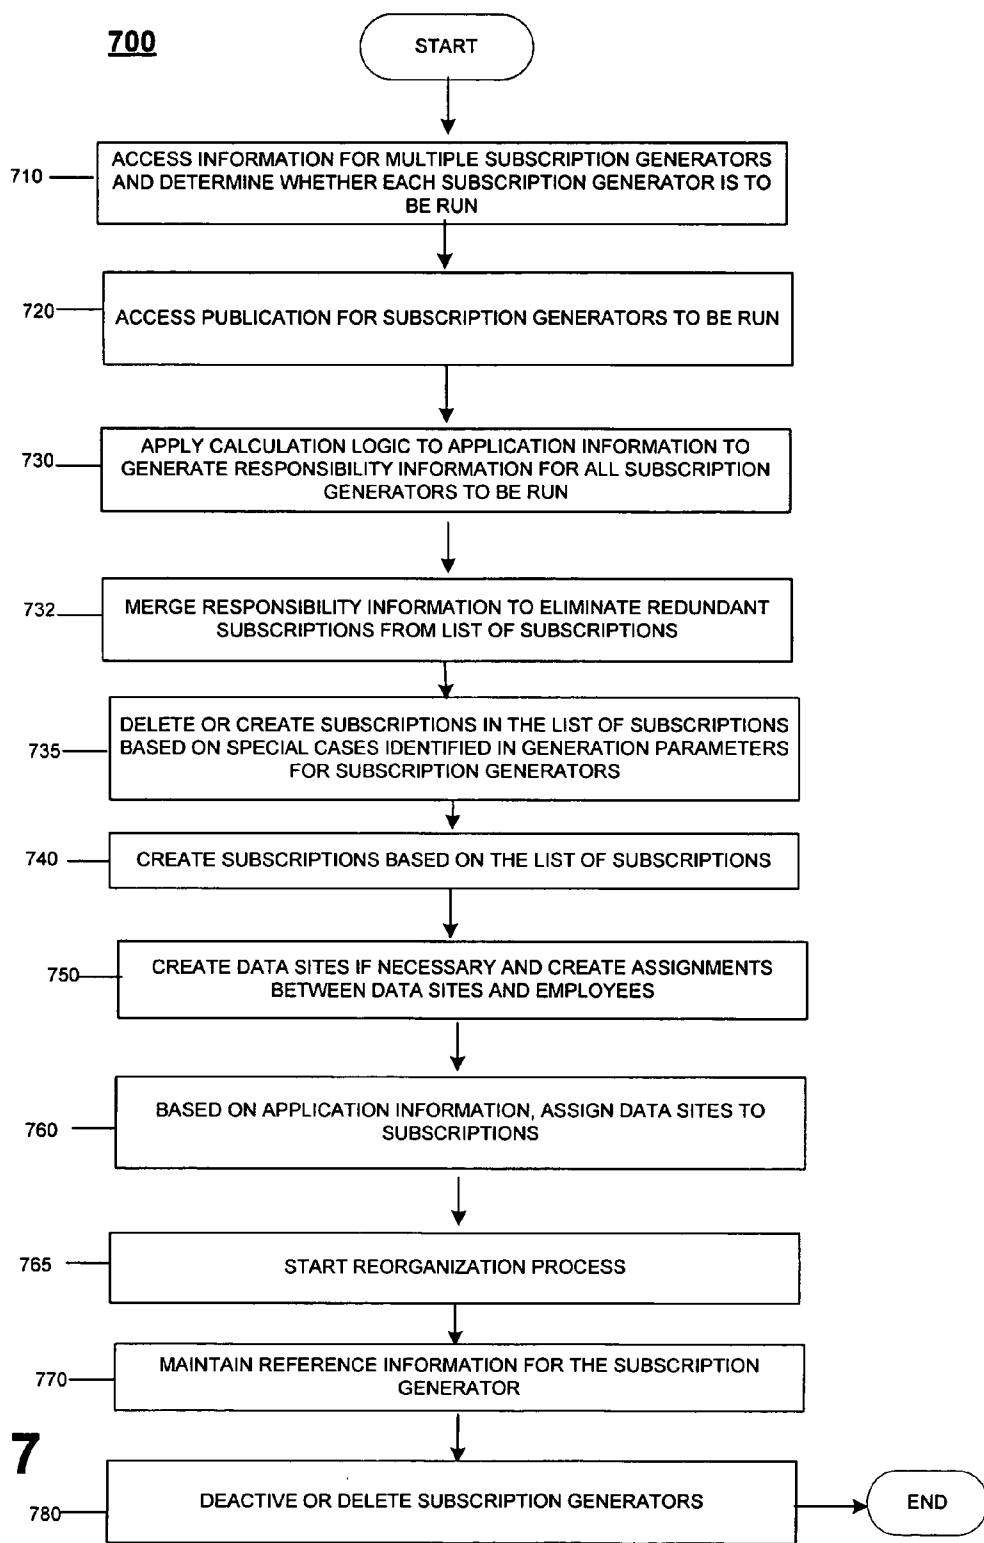 700
START
710
ACCESS INFORMATION FOR MULTIPLE SUBSCRIPTION GENERATORS
AND DETERMINE WHETHER EACH SUBSCRIPTION GENERATOR IS TO
BE RUN
720
ACCESS PUBLICATION FOR SUBSCRIPTION GENERATORS TO BE RUN
730
APPLY CALCULATION LOGIC TO APPLICATION INFORMATION TO
GENERATE RESPONSIBILITY INFORMATION FOR ALL SUBSCRIPTION
GENERATORS TO BE RUN
732
MERGE RESPONSIBILITY INFORMATION TO ELIMINATE REDUNDANT
SUBSCRIPTIONS FROM LIST OF SUBSCRIPTIONS
735
DELETE OR CREATE SUBSCRIPTIONS IN THE LIST OF SUBSCRIPTIONS
BASED ON SPECIAL CASES IDENTIFIED IN GENERATION PARAMETERS
FOR SUBSCRIPTION GENERATORS
740
CREATE SUBSCRIPTIONS BASED ON THE LIST OF SUBSCRIPTIONS
750
CREATE DATA SITES IF NECESSARY AND CREATE ASSIGNMENTS
BETWEEN DATA SITES AND EMPLOYEES
760
BASED ON APPLICATION INFORMATION, ASSIGN DATA SITES TO
SUBSCRIPTIONS
765
START REORGANIZATION PROCESS
770
MAINTAIN REFERENCE INFORMATION FOR THE SUBSCRIPTION
GENERATOR
7
780
DEACTIVE OR DELETE SUBSCRIPTION GENERATORS
END